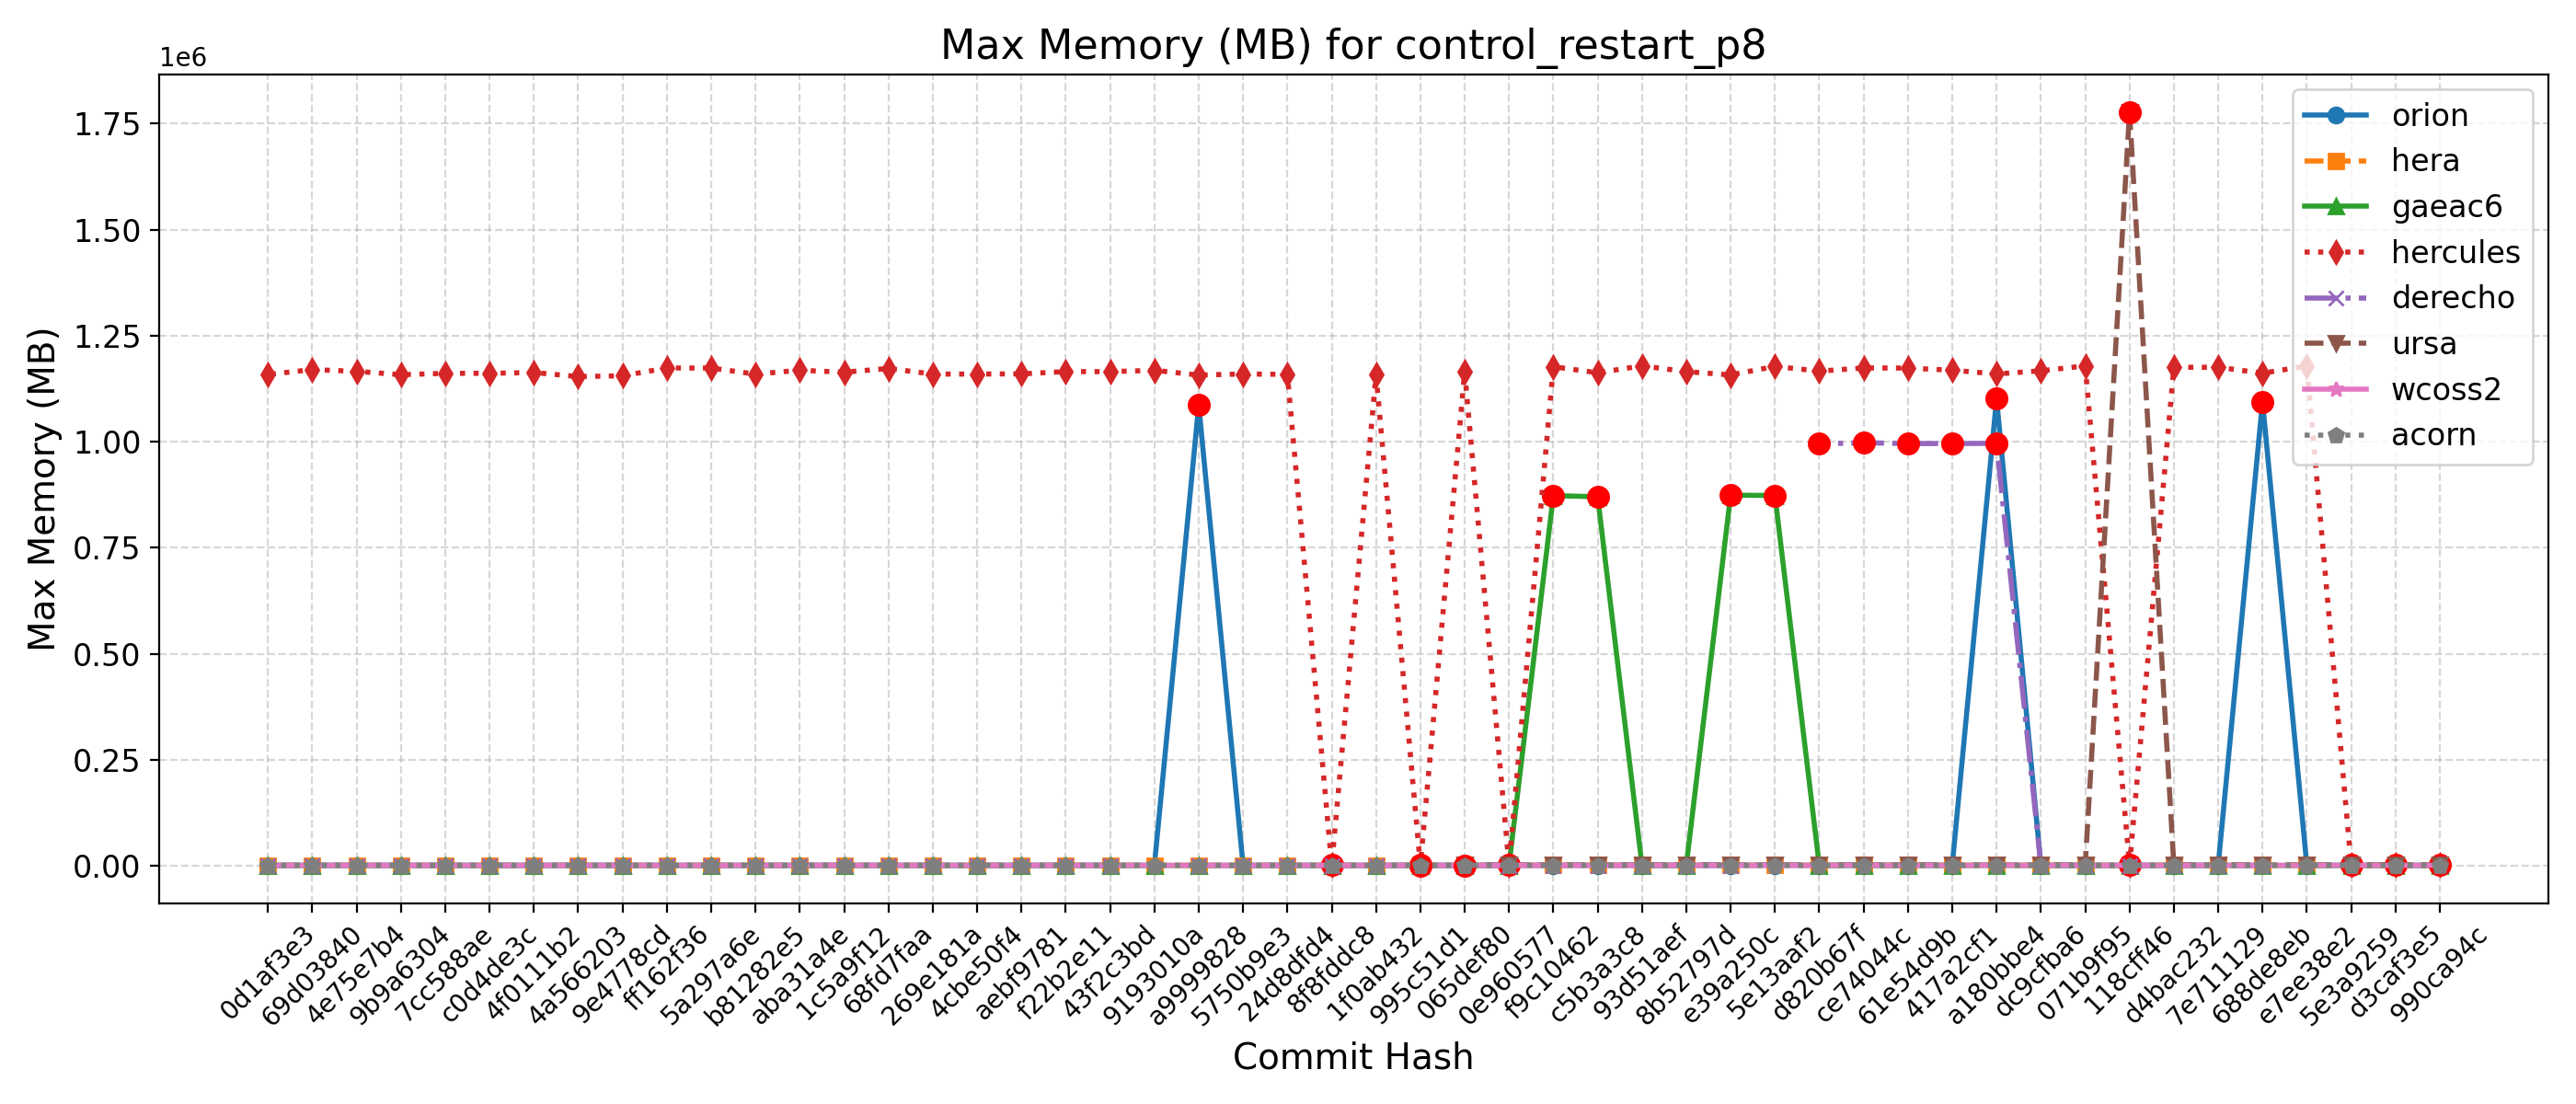 Max Memory (MB) for control_restart_p8
1e6
1.75
1.50
1.25
1.00
0.75
0.50
0.25
0.00
Max Memory (MB)
orion
hera
gaeac6
hercules
derecho
ursa
wcoss2
acorn
0d1af3e3
69d03840
4e75e7b4
9b9a6304
7cc588ae
c0d4de3c
4f0111b2
4a566203
9e4778cd
ff162f36
5a297a6e
b81282e5
aba31a4e
1c5a9f12
68fd7faa
269e181a
4cbe50f4
aebf9781
f22b2e11
43f2c3bd
9193010a
a9999828
5750b9e3
24d8dfd4
8f8fddc8
1f0ab432
995c51d1
065def80
0e960577
f9c10462
c5b3a3c8
93d51aef
8b52797d
e39a250c
5e13aaf2
d820b67f
ce74044c
61e54d9b
417a2cf1
a180bbe4
dc9cfba6
071b9f95
118cff46
d4bac232
7e711129
688de8eb
e7ee38e2
5e3a9259
d3caf3e5
990ca94c
Commit Hash